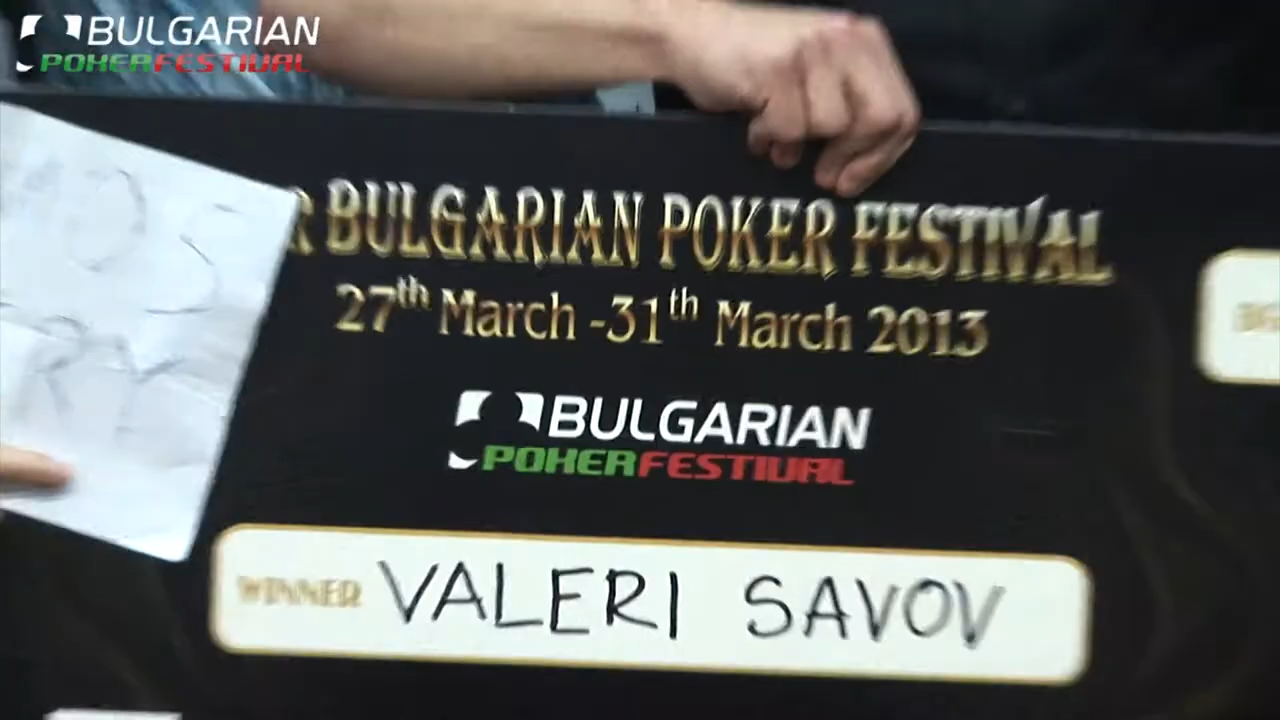 BULGARIAN
POKERFESTIVAL
BULGARIAN POKER FESTIVAL
27th March -31th March 2013
BULGARIAN
POKERFESTIVAL
WINNER VALERI SAVOV